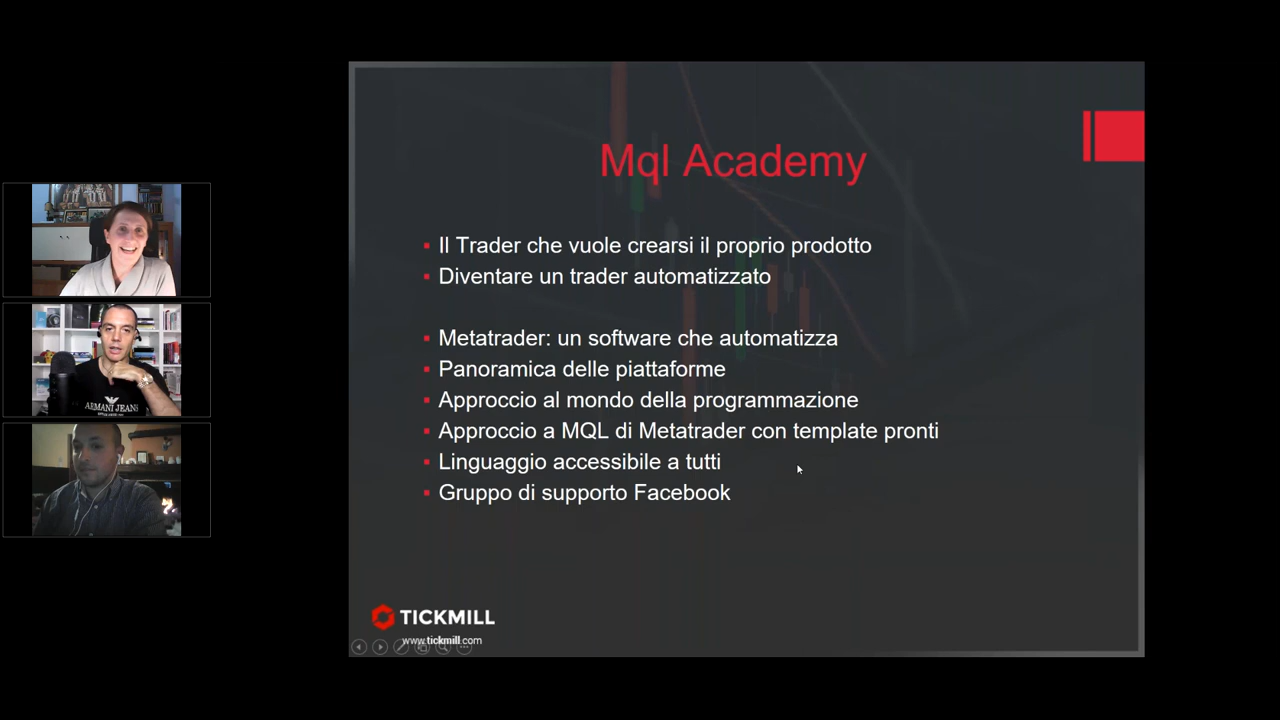 Mql Academy
Il Trader che vuole crearsi il proprio prodotto
Diventare un trader automatizzato
Metatrader: un software che automatizza
Panoramica delle piattaforme
Approccio al mondo della programmazione
Approccio a MQL di Metatrader con template pronti
Linguaggio accessibile a tutti
Gruppo di supporto Facebook
ARMANI JEANS
TICKMILL
www.tickmill.com